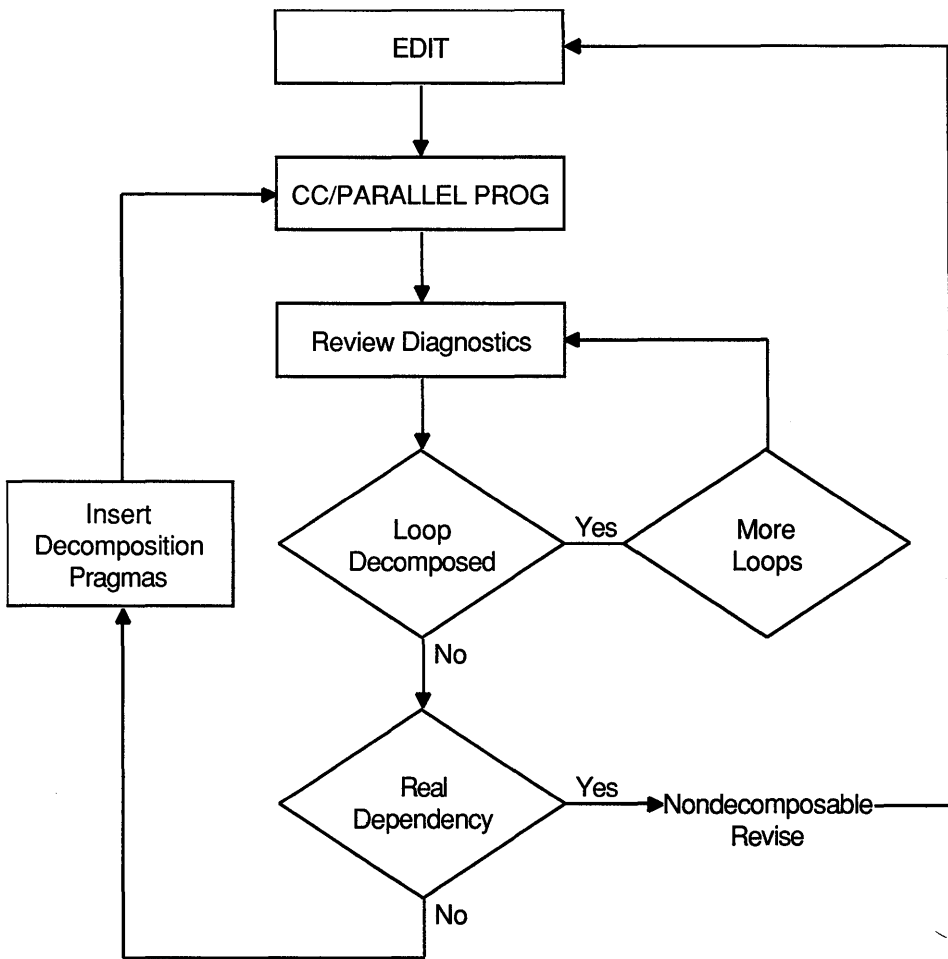 EDIT
CC/PARALLEL PROG
Review Diagnostics
Insert
Decomposition
Pragmas
Loop
Decomposed
Yes
More
Loops
No
Real
Dependency
Yes
Nondecomposable
Revise
No